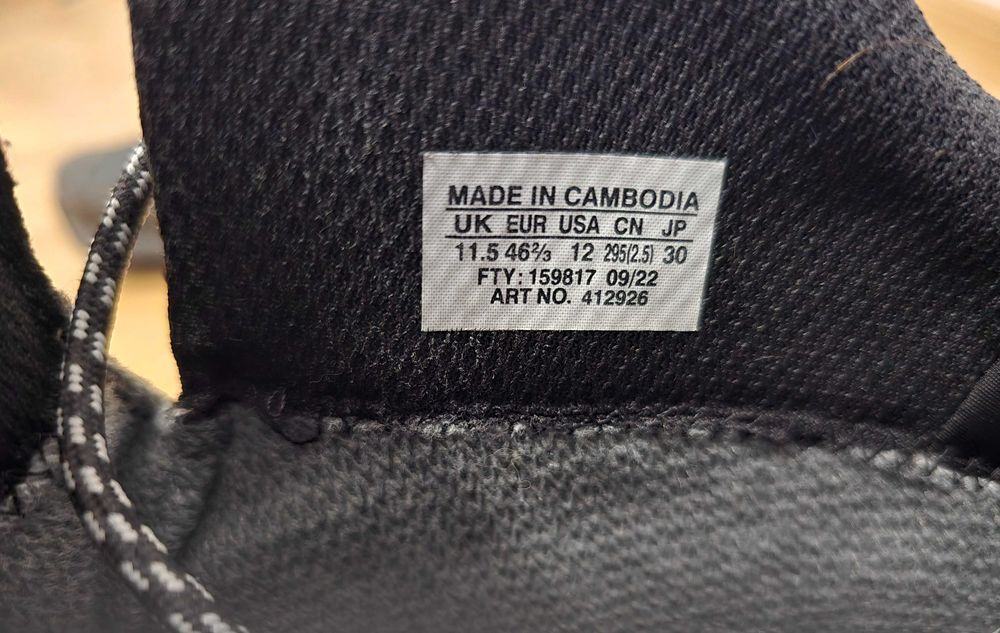 MADE IN CAMBODIA
UK EUR USA CN JP
11.5 46⅔ 12 295(2.5) 30
FTY: 159817 09/22
ART NO. 412926